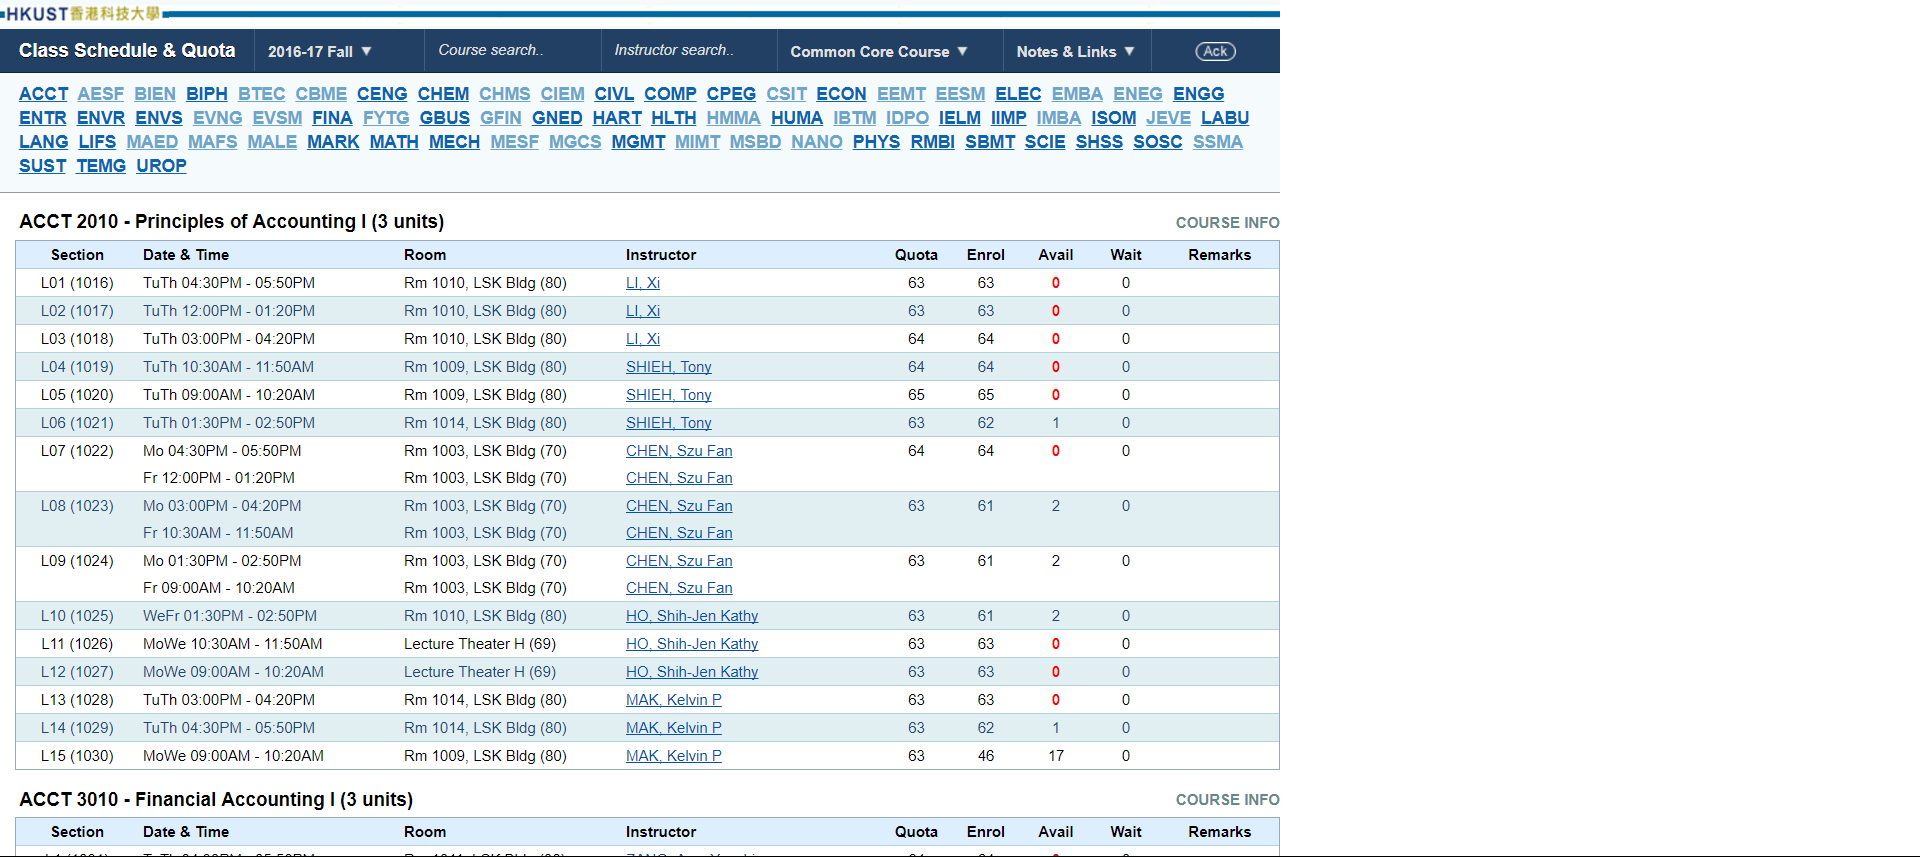 HKUST香港科技大學
Class Schedule & Quota 2016-17 Fall ▼ Course search.. Instructor search.. Common Core Course ▼ Notes & Links ▼ Ack
ACCT AESF BIEN BIPH BTEC CBME CENG CHEM CHMS CIEM CIVL COMP CPEG CSIT ECON EEMT EESM ELEC EMBA ENEG ENGG
ENTR ENVR ENVS EVNG EVSM FINA FYTG GBUS GFIN GNED HART HLTH HMMA HUMA IBTM IDPO IELM IIMP IMBA ISOM JEVE LABU
LANG LIFS MAED MAFS MALE MARK MATH MECH MESF MGCS MGMT MIMT MSBD NANO PHYS RMBI SBMT SCIE SHSS SOSC SSMA
SUST TEMG UROP
ACCT 2010 - Principles of Accounting I (3 units) COURSE INFO
Section Date & Time Room Instructor Quota Enrol Avail Wait Remarks
L01 (1016) TuTh 04:30PM - 05:50PM Rm 1010, LSK Bldg (80) LI, Xi 63 63 0 0
L02 (1017) TuTh 12:00PM - 01:20PM Rm 1010, LSK Bldg (80) LI, Xi 63 63 0 0
L03 (1018) TuTh 03:00PM - 04:20PM Rm 1010, LSK Bldg (80) LI, Xi 64 64 0 0
L04 (1019) TuTh 10:30AM - 11:50AM Rm 1009, LSK Bldg (80) SHIEH, Tony 64 64 0 0
L05 (1020) TuTh 09:00AM - 10:20AM Rm 1009, LSK Bldg (80) SHIEH, Tony 65 65 0 0
L06 (1021) TuTh 01:30PM - 02:50PM Rm 1014, LSK Bldg (80) SHIEH, Tony 63 62 1 0
L07 (1022) Mo 04:30PM - 05:50PM Rm 1003, LSK Bldg (70) CHEN, Szu Fan 64 64 0 0
Fr 12:00PM - 01:20PM Rm 1003, LSK Bldg (70) CHEN, Szu Fan
L08 (1023) Mo 03:00PM - 04:20PM Rm 1003, LSK Bldg (70) CHEN, Szu Fan 63 61 2 0
Fr 10:30AM - 11:50AM Rm 1003, LSK Bldg (70) CHEN, Szu Fan
L09 (1024) Mo 01:30PM - 02:50PM Rm 1003, LSK Bldg (70) CHEN, Szu Fan 63 61 2 0
Fr 09:00AM - 10:20AM Rm 1003, LSK Bldg (70) CHEN, Szu Fan
L10 (1025) WeFr 01:30PM - 02:50PM Rm 1010, LSK Bldg (80) HO, Shih-Jen Kathy 63 61 2 0
L11 (1026) MoWe 10:30AM - 11:50AM Lecture Theater H (69) HO, Shih-Jen Kathy 63 63 0 0
L12 (1027) MoWe 09:00AM - 10:20AM Lecture Theater H (69) HO, Shih-Jen Kathy 63 63 0 0
L13 (1028) TuTh 03:00PM - 04:20PM Rm 1014, LSK Bldg (80) MAK, Kelvin P 63 63 0 0
L14 (1029) TuTh 04:30PM - 05:50PM Rm 1014, LSK Bldg (80) MAK, Kelvin P 63 62 1 0
L15 (1030) MoWe 09:00AM - 10:20AM Rm 1009, LSK Bldg (80) MAK, Kelvin P 63 46 17 0
ACCT 3010 - Financial Accounting I (3 units) COURSE INFO
Section Date & Time Room Instructor Quota Enrol Avail Wait Remarks